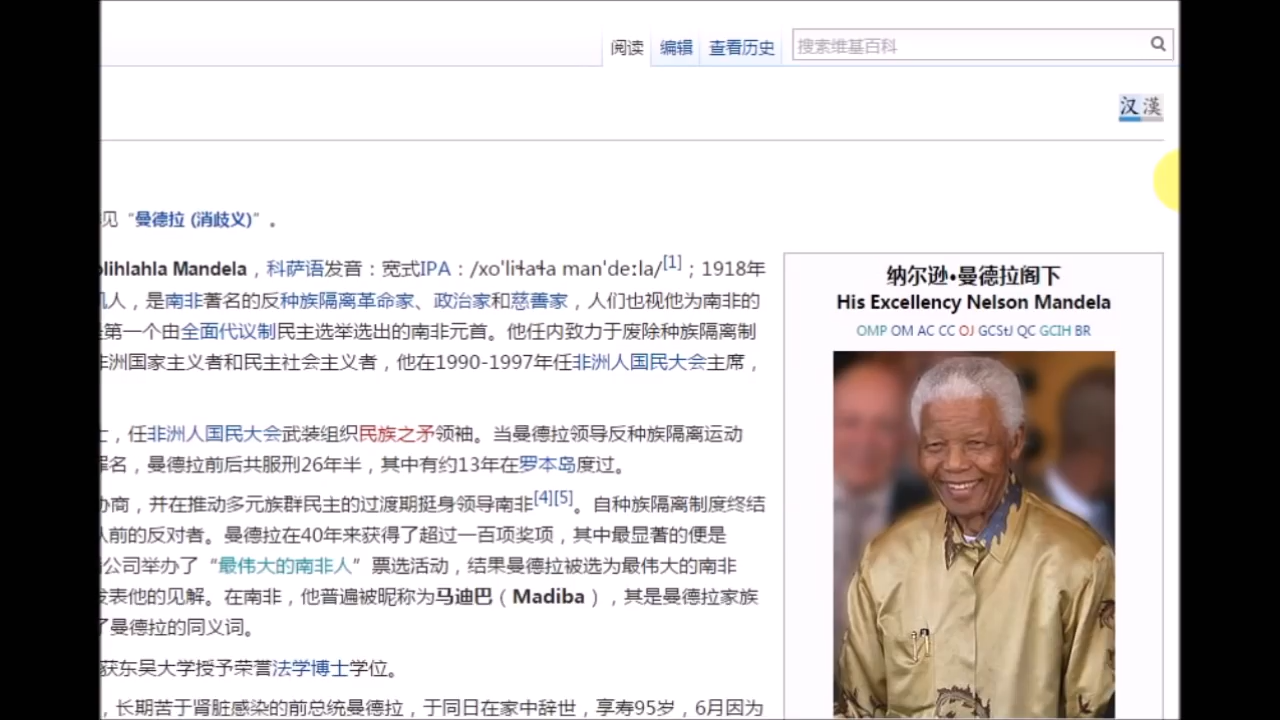 阅读 编辑 查看历史 搜索维基百科
汉 漢
见“曼德拉 (消歧义)”。
olihlahla Mandela，科萨语发音：宽式IPA：/xoˈliɬaɬa manˈdeːla/[1]；1918年
人，是南非著名的反种族隔离革命家、政治家和慈善家，人们也视他为南非的
第一个由全面代议制民主选举选出的南非元首。他任内致力于废除种族隔离制
非洲国家主义者和民主社会主义者，他在1990-1997年任非洲人国民大会主席，
，任非洲人国民大会武装组织民族之矛领袖。当曼德拉领导反种族隔离运动
罪名，曼德拉前后共服刑26年半，其中有约13年在罗本岛度过。
办商，并在推动多元族群民主的过渡期挺身领导南非[4][5]。自种族隔离制度终结
人前的反对者。曼德拉在40年来获得了超过一百项奖项，其中最显著的便是
公司举办了“最伟大的南非人”票选活动，结果曼德拉被选为最伟大的南非
发表他的见解。在南非，他普遍被昵称为马迪巴（Madiba），其是曼德拉家族
了曼德拉的同义词。
获东吴大学授予荣誉法学博士学位。
，长期苦于肾脏感染的前总统曼德拉，于同日在家中辞世，享寿95岁，6月因为
纳尔逊·曼德拉阁下
His Excellency Nelson Mandela
OMP OM AC CC OJ GCStJ QC GCIH BR